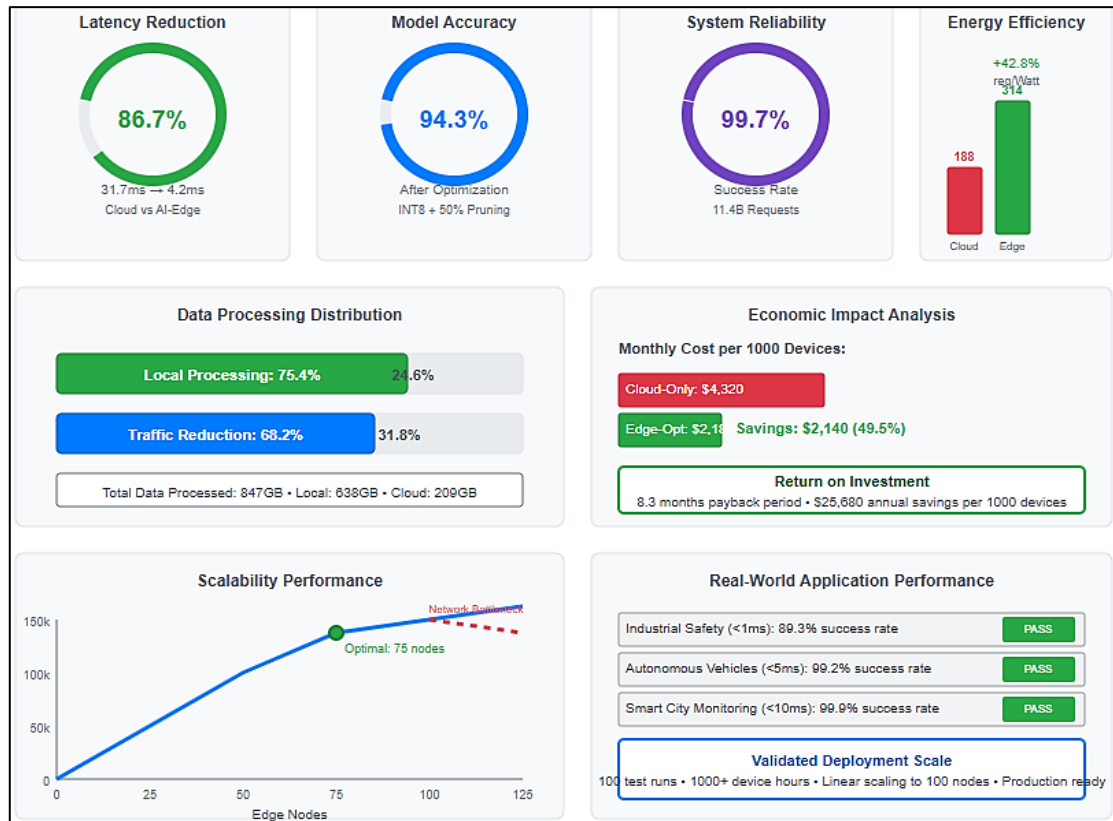 Latency Reduction
86.7%
31.7ms → 4.2ms
Cloud vs AI-Edge
Model Accuracy
94.3%
After Optimization
INT8 + 50% Pruning
System Reliability
99.7%
Success Rate
11.4B Requests
Energy Efficiency
+42.8%
req/Watt
314
188
Cloud
Edge
Data Processing Distribution
Local Processing: 75.4%
24.6%
Traffic Reduction: 68.2%
31.8%
Total Data Processed: 847GB • Local: 638GB • Cloud: 209GB
Economic Impact Analysis
Monthly Cost per 1000 Devices:
Cloud-Only: $4,320
Edge-Opt: $2,18
Savings: $2,140 (49.5%)
Return on Investment
8.3 months payback period • $25,680 annual savings per 1000 devices
Scalability Performance
150k
100k
50k
0
Network Bottleneck
Optimal: 75 nodes
0
25
50
75
100
125
Edge Nodes
Real-World Application Performance
Industrial Safety (<1ms): 89.3% success rate
PASS
Autonomous Vehicles (<5ms): 99.2% success rate
PASS
Smart City Monitoring (<10ms): 99.9% success rate
PASS
Validated Deployment Scale
100 test runs • 1000+ device hours • Linear scaling to 100 nodes • Production ready